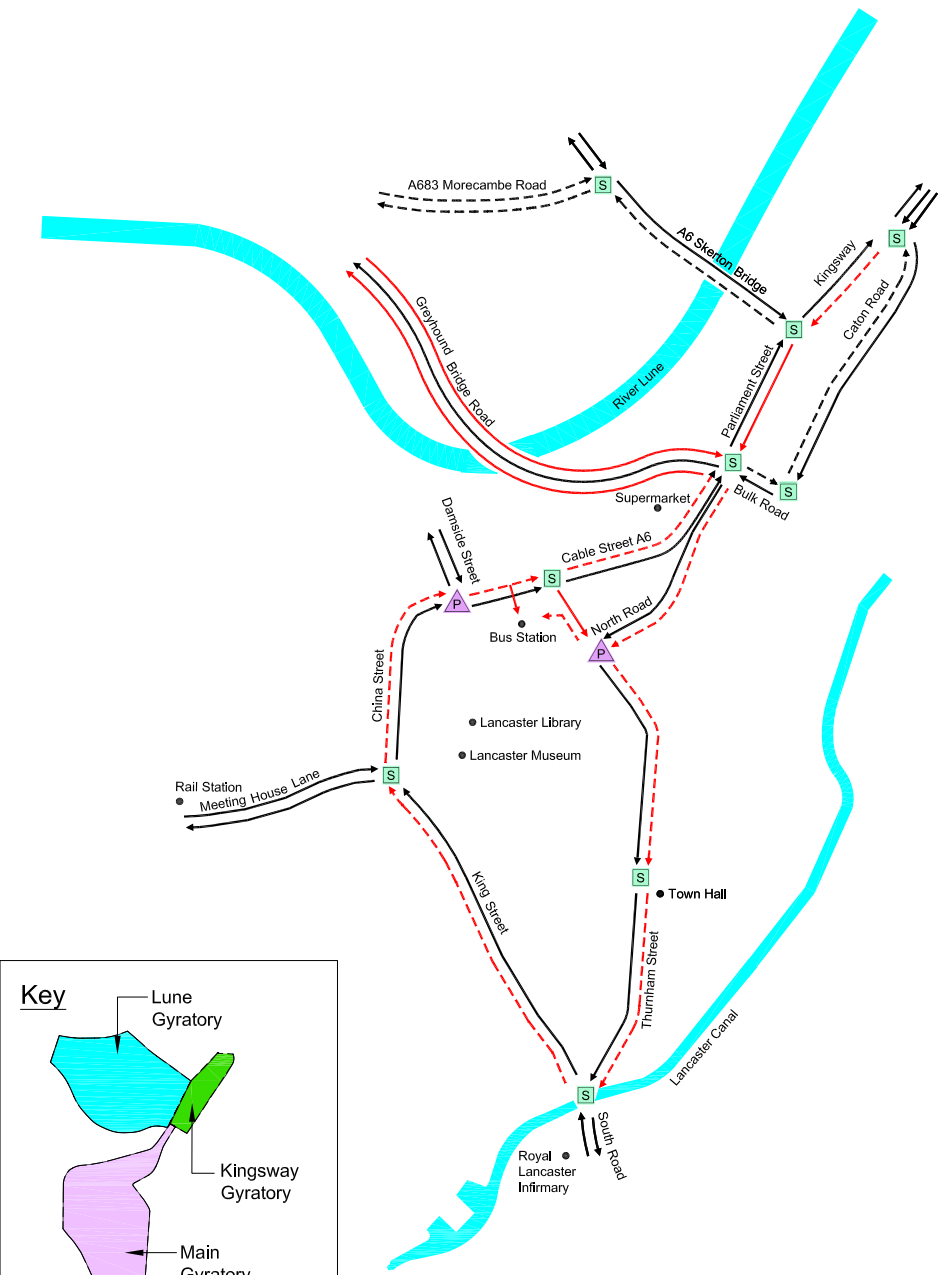 A683 Morecambe Road
S
A6 Skerton Bridge
Kingsway
S
Caton Road
S
Greyhound Bridge Road
River Lune
Parliament Street
S
Bulk Road
S
Supermarket
Damside Street
Cable Street A6
S
P
Bus Station
North Road
P
China Street
Lancaster Library
Lancaster Museum
S
Rail Station
Meeting House Lane
King Street
S
Town Hall
Thurnham Street
Lancaster Canal
S
South Road
Royal
Lancaster
Infirmary
Key
Lune
Gyratory
Kingsway
Gyratory
Main
Gyratory